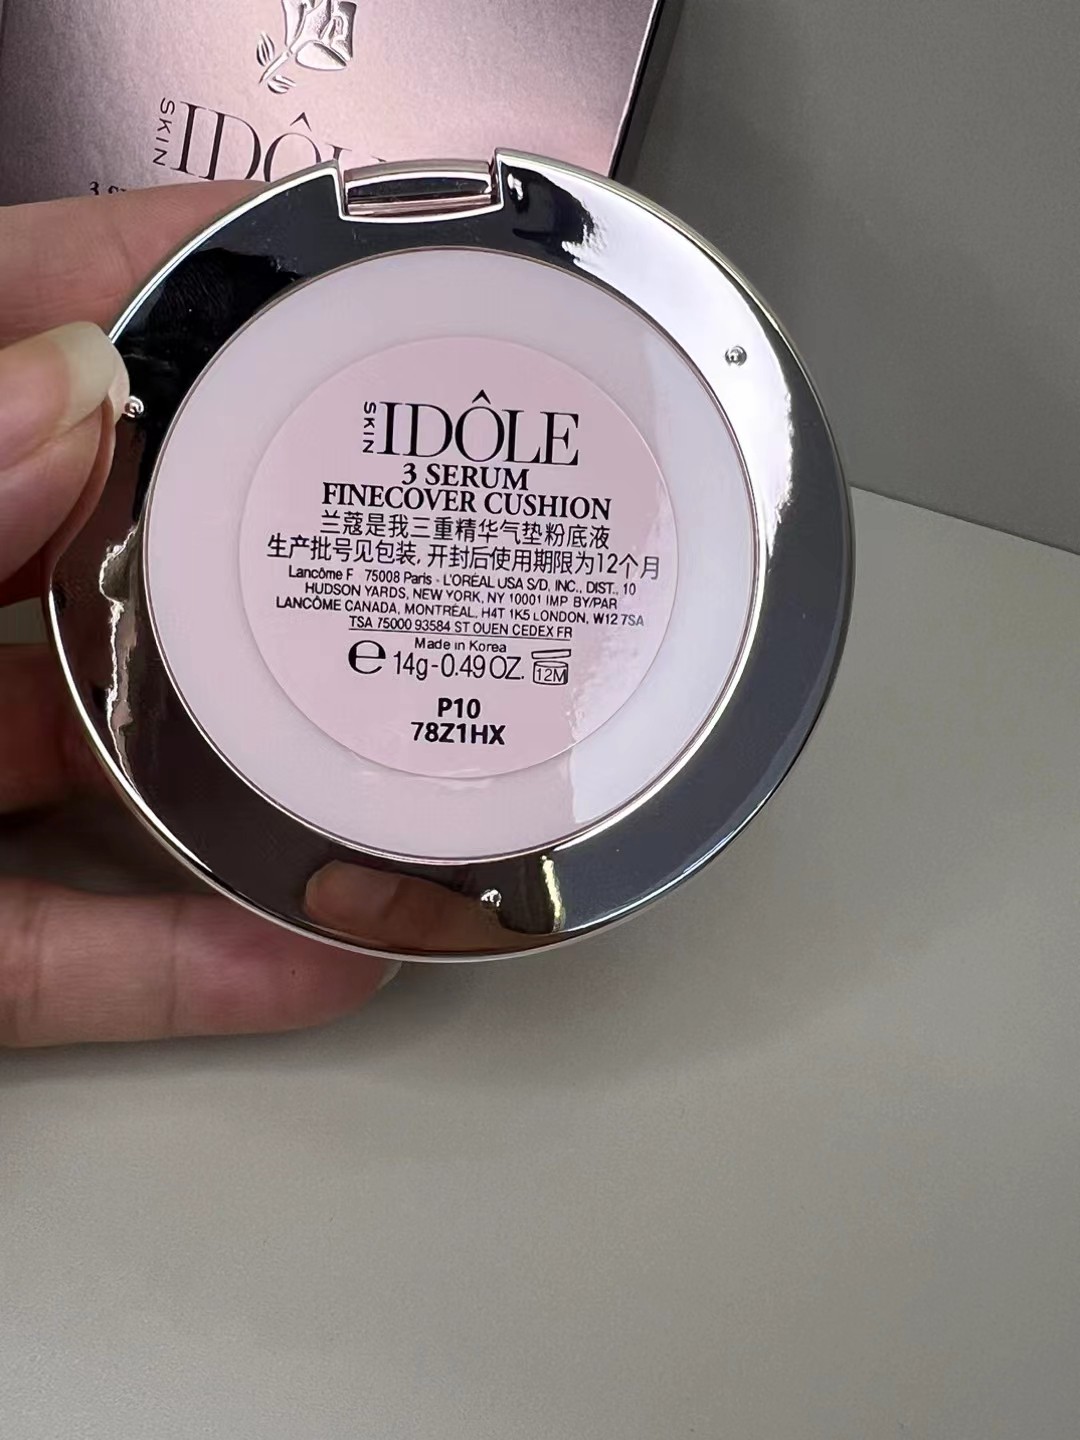 SKIN IDÔL
SKIN IDÔLE
3 SERUM
FINECOVER CUSHION
兰蔻是我三重精华气垫粉底液
生产批号见包装, 开封后使用期限为12个月
Lancôme F 75008 Paris - L'ORÉAL USA S/D, INC., DIST., 10
HUDSON YARDS, NEW YORK, NY 10001 IMP BY/PAR
LANCÔME CANADA, MONTRÉAL, H4T 1K5 LONDON, W12 7SA
TSA 75000 93584 ST OUEN CEDEX FR
Made in Korea
e 14g-0.49 OZ. 12M
P10
78Z1HX